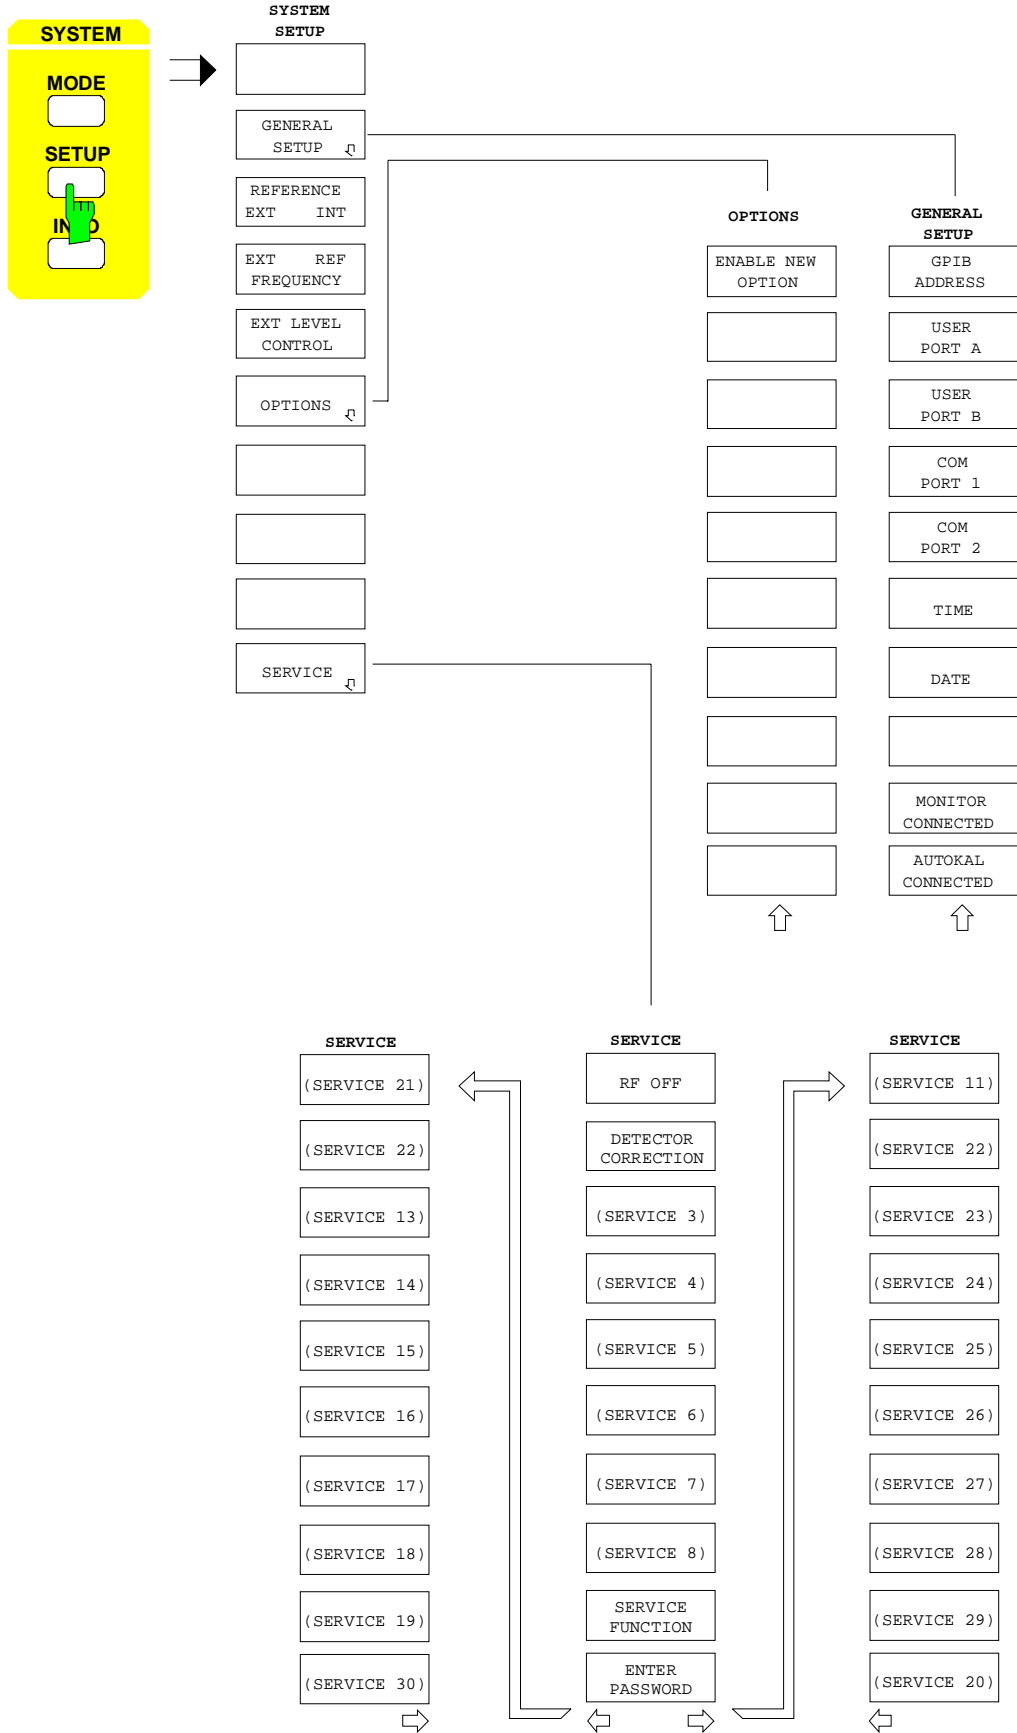 SYSTEM
MODE
SETUP
INFO
SYSTEM
SETUP
GENERAL
SETUP
REFERENCE
EXT INT
EXT REF
FREQUENCY
EXT LEVEL
CONTROL
OPTIONS
SERVICE
OPTIONS
ENABLE NEW
OPTION
GENERAL
SETUP
GPIB
ADDRESS
USER
PORT A
USER
PORT B
COM
PORT 1
COM
PORT 2
TIME
DATE
MONITOR
CONNECTED
AUTOKAL
CONNECTED
SERVICE
(SERVICE 21)
(SERVICE 22)
(SERVICE 13)
(SERVICE 14)
(SERVICE 15)
(SERVICE 16)
(SERVICE 17)
(SERVICE 18)
(SERVICE 19)
(SERVICE 30)
SERVICE
RF OFF
DETECTOR
CORRECTION
(SERVICE 3)
(SERVICE 4)
(SERVICE 5)
(SERVICE 6)
(SERVICE 7)
(SERVICE 8)
SERVICE
FUNCTION
ENTER
PASSWORD
SERVICE
(SERVICE 11)
(SERVICE 22)
(SERVICE 23)
(SERVICE 24)
(SERVICE 25)
(SERVICE 26)
(SERVICE 27)
(SERVICE 28)
(SERVICE 29)
(SERVICE 20)